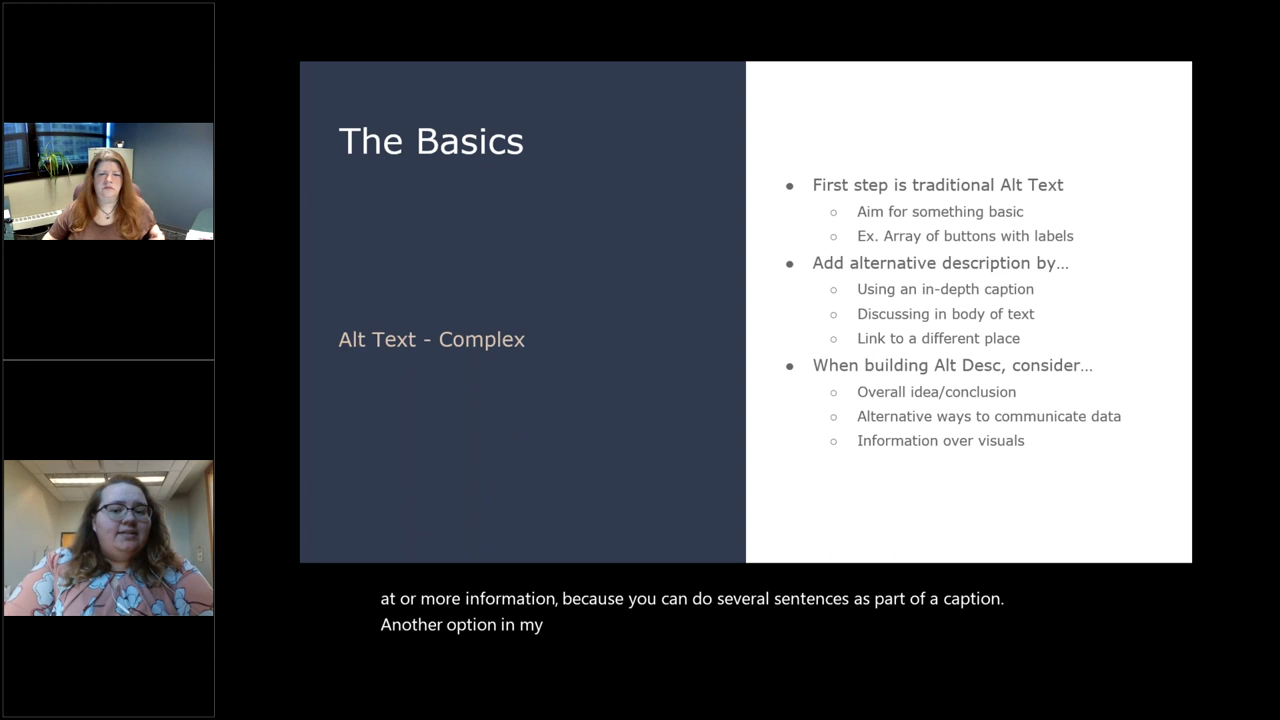 The Basics
Alt Text - Complex
● First step is traditional Alt Text
○ Aim for something basic
○ Ex. Array of buttons with labels
● Add alternative description by…
○ Using an in-depth caption
○ Discussing in body of text
○ Link to a different place
● When building Alt Desc, consider…
○ Overall idea/conclusion
○ Alternative ways to communicate data
○ Information over visuals
at or more information, because you can do several sentences as part of a caption.
Another option in my